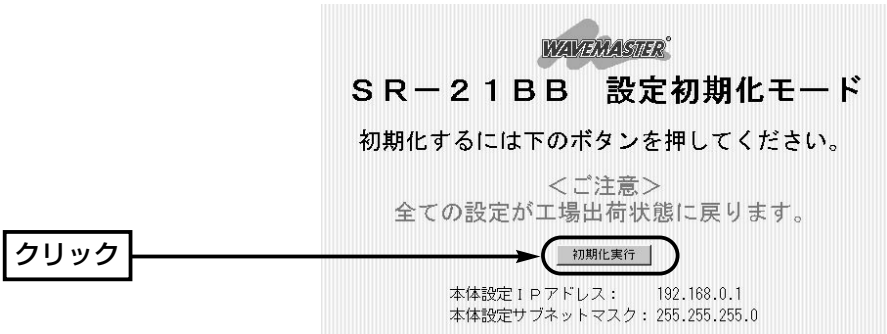 WAVEMASTER®
SR－21BB　設定初期化モード
初期化するには下のボタンを押してください。
＜ご注意＞
全ての設定が工場出荷状態に戻ります。
クリック
初期化実行
本体設定ＩＰアドレス： 192.168.0.1
本体設定サブネットマスク：255.255.255.0